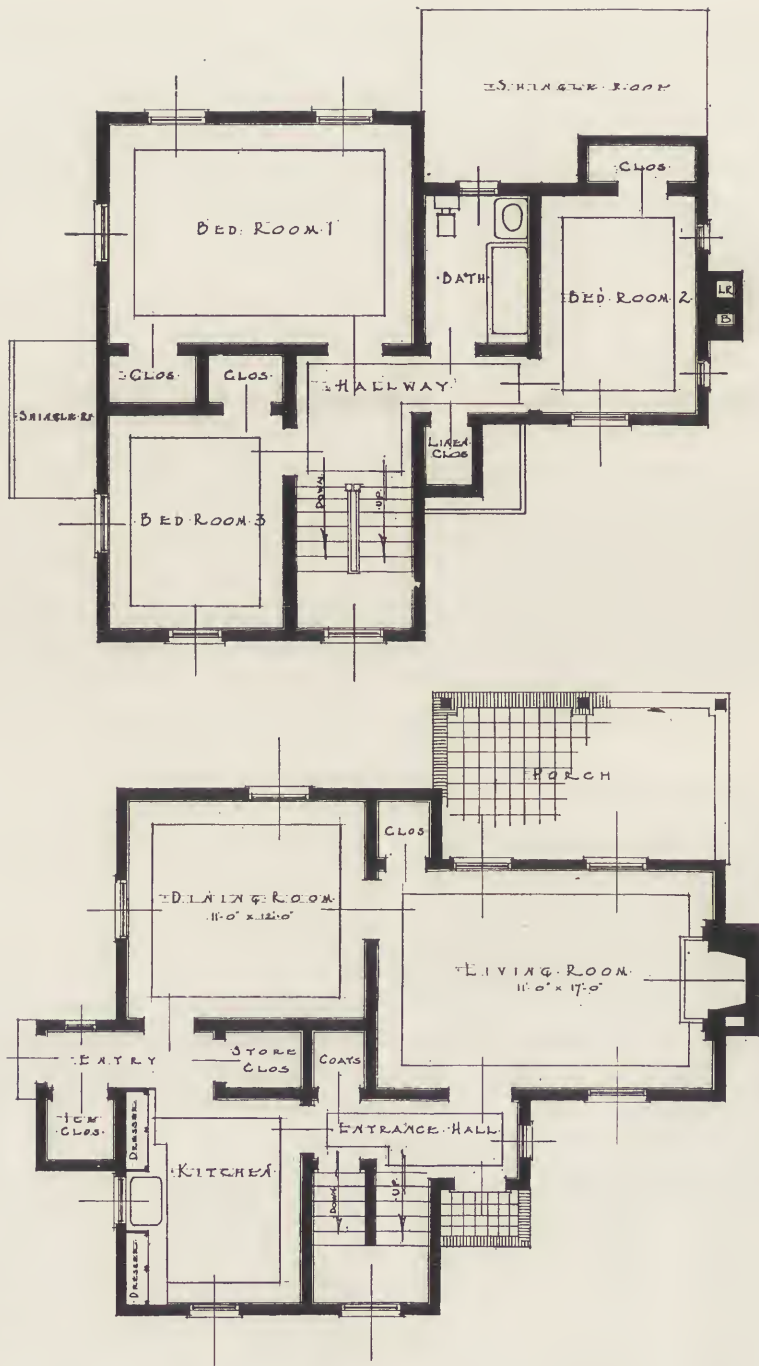 SHINGLE ROOF
CLOS
BED ROOM 1
BATH
BED ROOM 2
LR
B
CLOS
CLOS
HALLWAY
SHINGLE RF
LINEN
CLOS
DOWN
UP
BED ROOM 3
PORCH
CLOS
DINING ROOM
11'-0" x 12'-0"
LIVING ROOM
11'-0" x 17'-0"
ENTRY
STORE
CLOS
COATS
ICE
CLOS
DRESSER
ENTRANCE HALL
KITCHEN
DOWN
UP
DRESSER